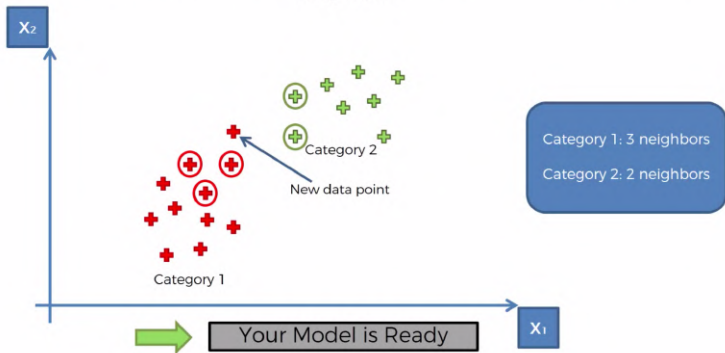 X2
Category 1: 3 neighbors
Category 2
Category 2: 2 neighbors
New data point
Category 1
Your Model is Ready
X1